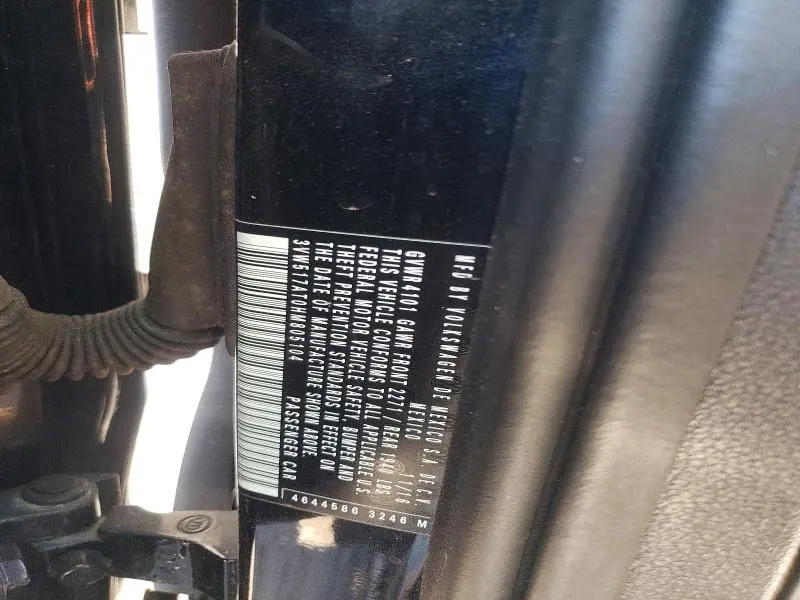 MFD BY VOLKSWAGEN DE MEXICO S.A. DE C.V.
MEXICO 11/16
GVWR 4101 GAWR FRONT 2271 REAR 1940 LBS
THIS VEHICLE CONFORMS TO ALL APPLICABLE U.S.
FEDERAL MOTOR VEHICLE SAFETY, BUMPER AND
THEFT PREVENTION STANDARDS IN EFFECT ON
THE DATE OF MANUFACTURE SHOWN ABOVE.
3VW517AT0HM805104 PASSENGER CAR
4644586 3246 M